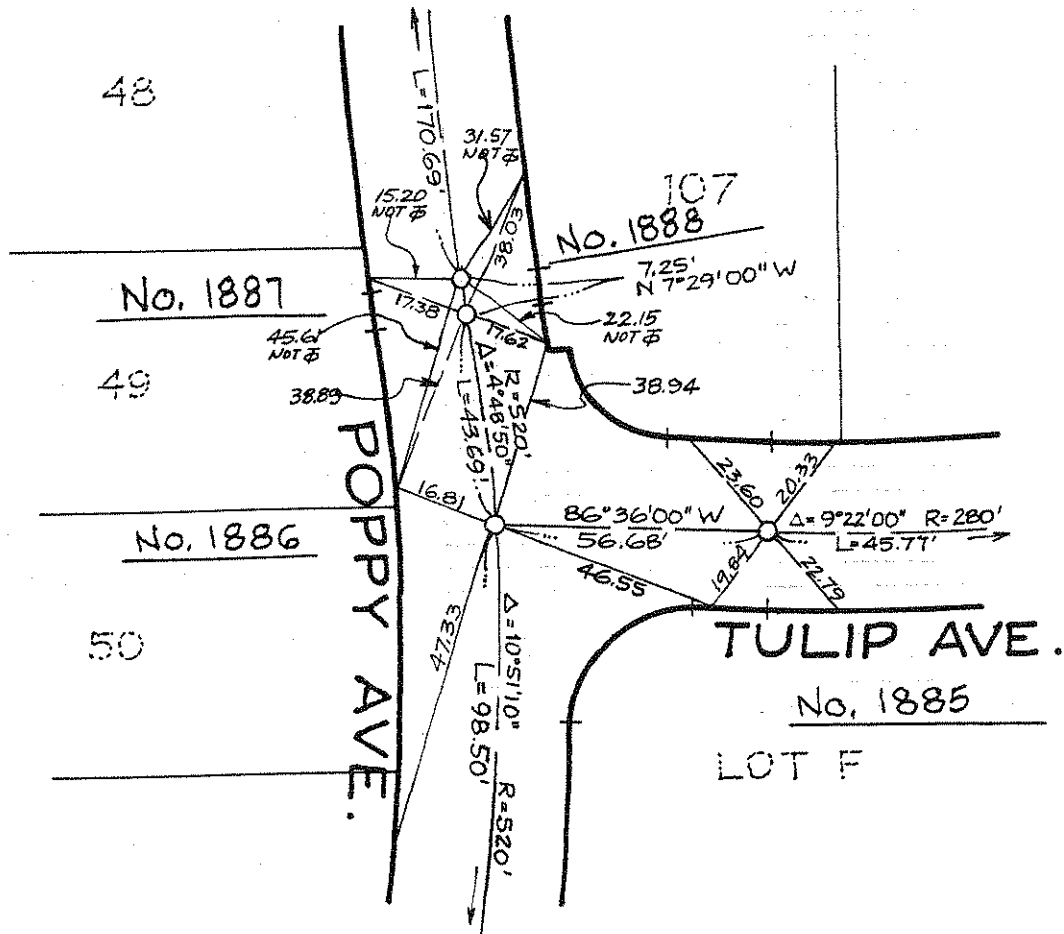 48
L=170.69'
31.57
NOT ⌀
15.20
NOT ⌀
38.03
107
No. 1888
7.25'
N 7°29'00" W
No. 1887
17.38
17.62
22.15
NOT ⌀
45.61
NOT ⌀
49
38.89
Δ=4°48'50"
L=43.69'
R=520'
38.94
POPPY AVE.
16.81
23.60
20.33
86°36'00" W
56.68'
Δ=9°22'00" R=280'
L=45.77'
No. 1886
46.55
19.84
22.79
50
47.33
Δ=10°51'10"
L=98.50'
R=520'
TULIP AVE.
No. 1885
LOT F